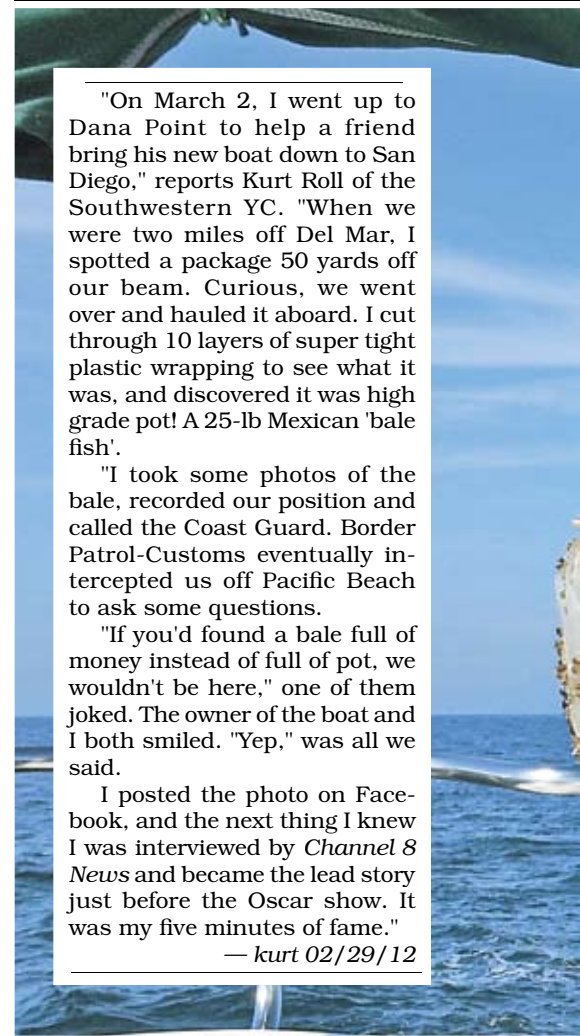 "On March 2, I went up to
Dana Point to help a friend
bring his new boat down to San
Diego," reports Kurt Roll of the
Southwestern YC. "When we
were two miles off Del Mar, I
spotted a package 50 yards off
our beam. Curious, we went
over and hauled it aboard. I cut
through 10 layers of super tight
plastic wrapping to see what it
was, and discovered it was high
grade pot! A 25-lb Mexican 'bale
fish'.
"I took some photos of the
bale, recorded our position and
called the Coast Guard. Border
Patrol-Customs eventually in-
tercepted us off Pacific Beach
to ask some questions.
"If you'd found a bale full of
money instead of full of pot, we
wouldn't be here," one of them
joked. The owner of the boat and
I both smiled. "Yep," was all we
said.
I posted the photo on Face-
book, and the next thing I knew
I was interviewed by Channel 8
News and became the lead story
just before the Oscar show. It
was my five minutes of fame."
— kurt 02/29/12